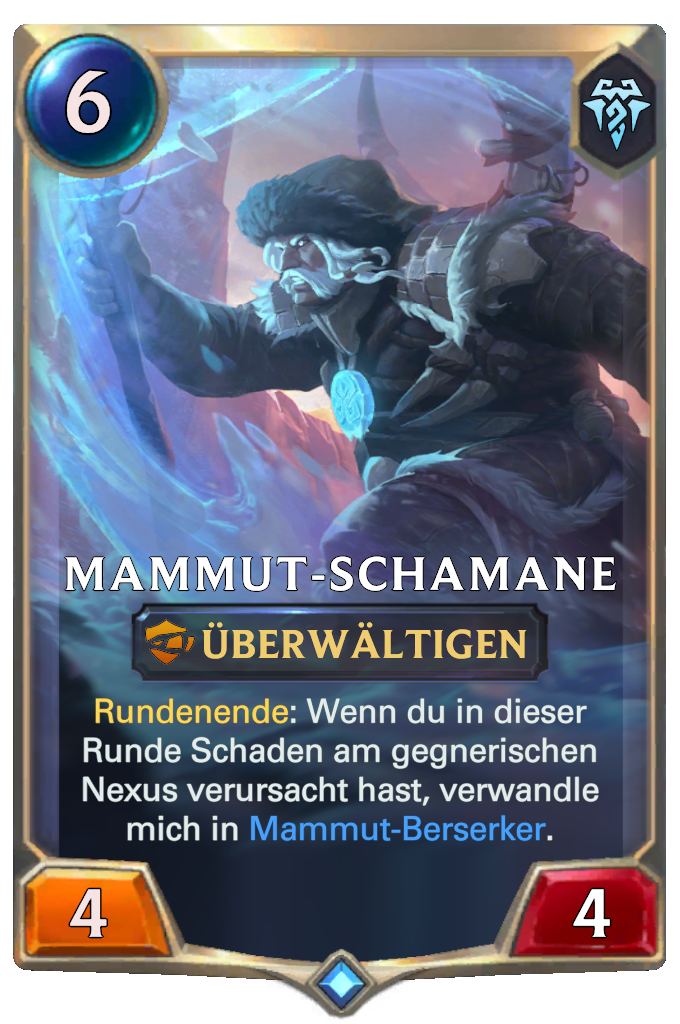 6
MAMMUT-SCHAMANE
ÜBERWÄLTIGEN
Rundenende: Wenn du in dieser
Runde Schaden am gegnerischen
Nexus verursacht hast, verwandle
mich in Mammut-Berserker.
4 4